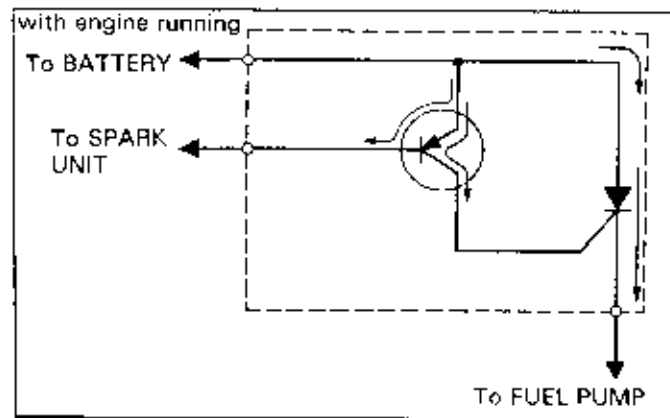 with engine running
To BATTERY
To SPARK
UNIT
To FUEL PUMP